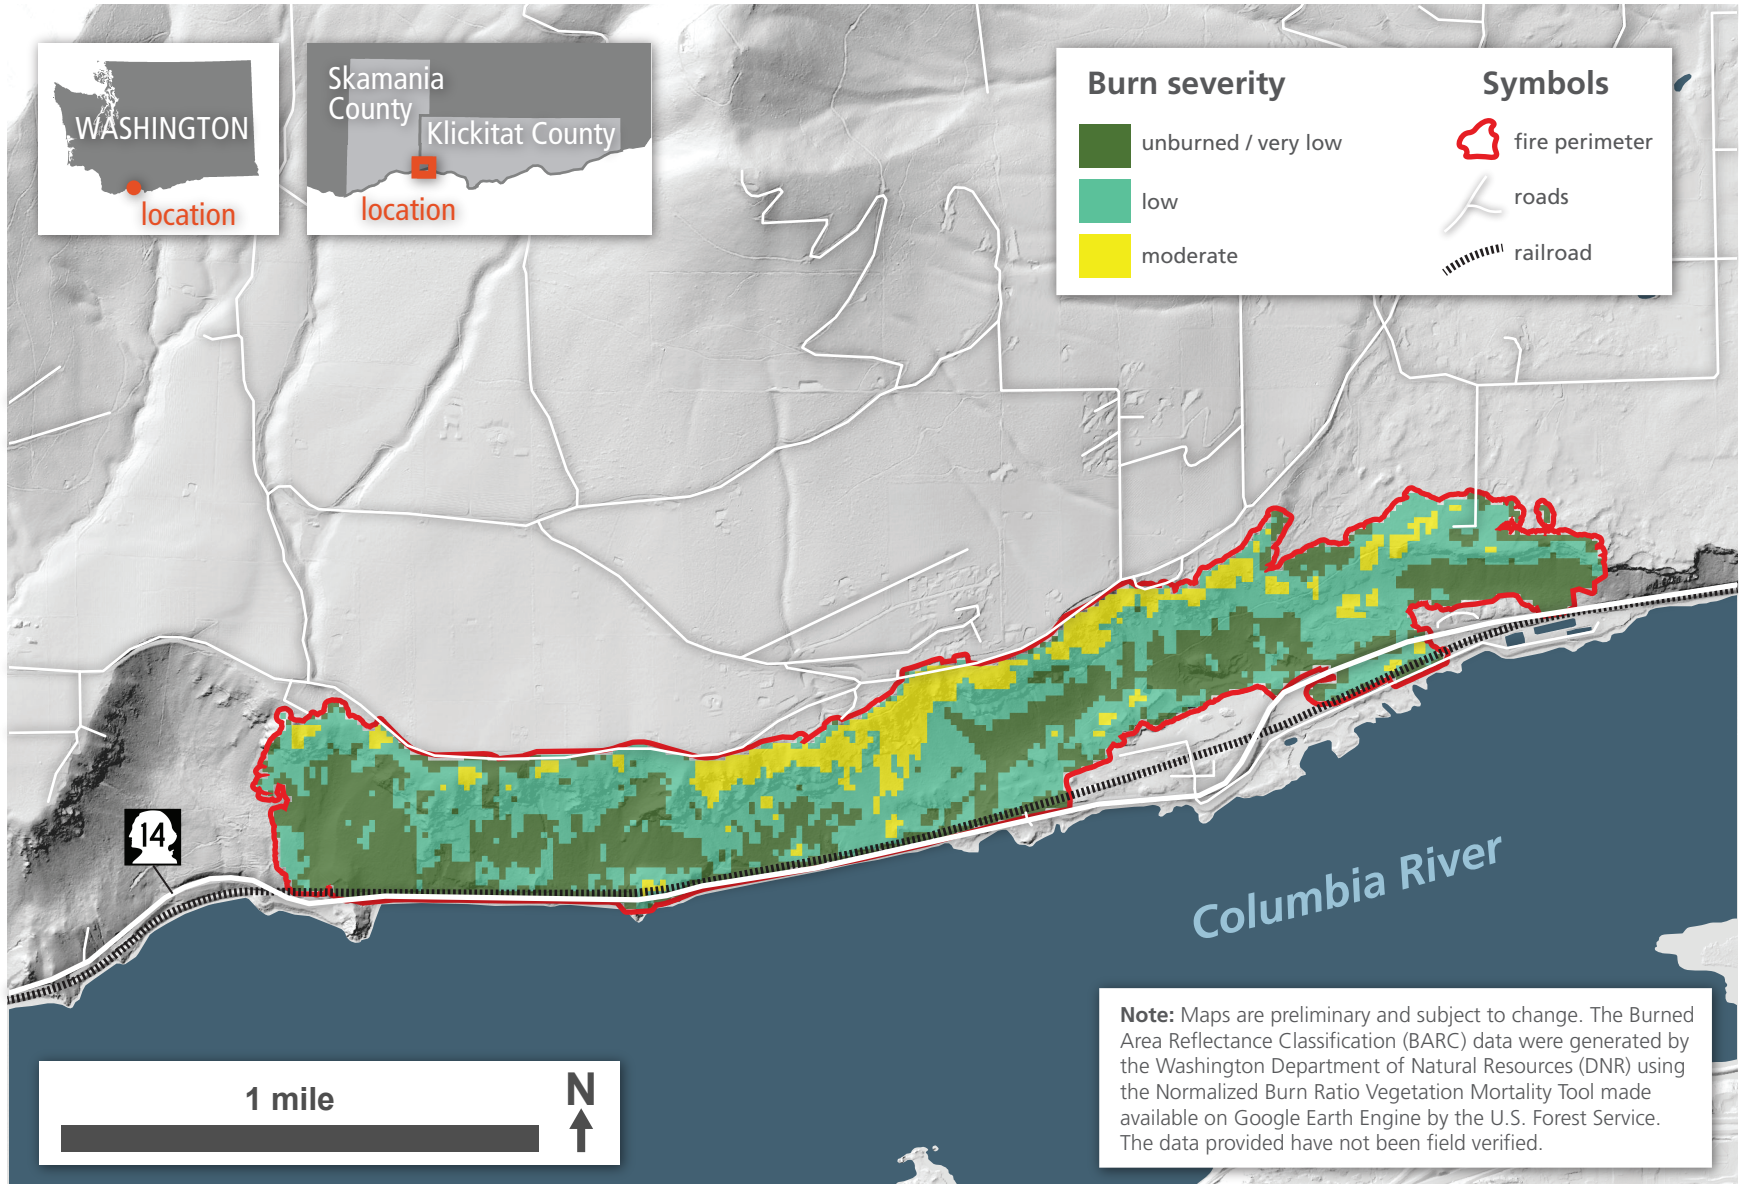 WASHINGTON
location
Skamania
County
Klickitat County
location
Burn severity
unburned / very low
low
moderate
Symbols
fire perimeter
roads
railroad
14
Columbia River
1 mile
N
Note: Maps are preliminary and subject to change. The Burned
Area Reflectance Classification (BARC) data were generated by
the Washington Department of Natural Resources (DNR) using
the Normalized Burn Ratio Vegetation Mortality Tool made
available on Google Earth Engine by the U.S. Forest Service.
The data provided have not been field verified.